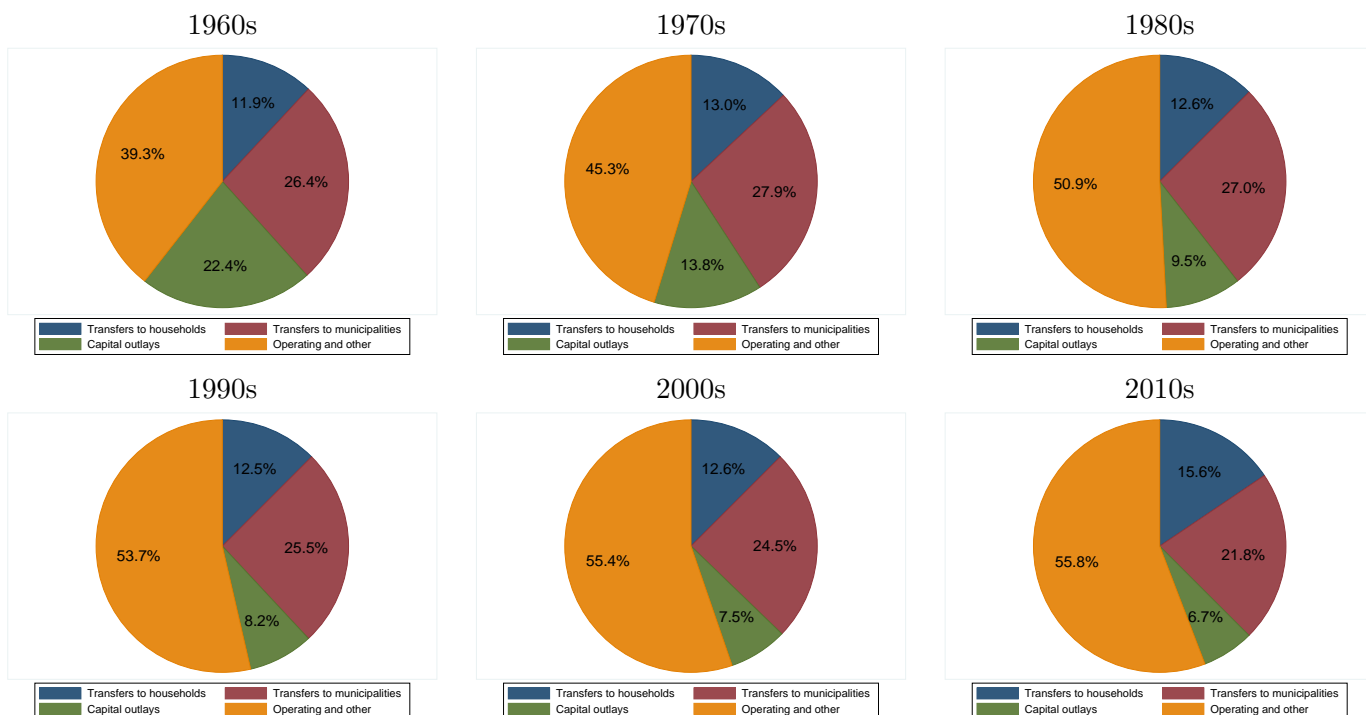 1960s 1970s 1980s
11.9% 13.0% 12.6%
39.3% 45.3% 50.9%
26.4% 27.9% 27.0%
22.4% 13.8% 9.5%
Transfers to households Transfers to municipalities Transfers to households Transfers to municipalities Transfers to households Transfers to municipalities
Capital outlays Operating and other Capital outlays Operating and other Capital outlays Operating and other
1990s 2000s 2010s
12.5% 12.6% 15.6%
53.7% 25.5% 55.4% 24.5% 55.8% 21.8%
8.2% 7.5% 6.7%
Transfers to households Transfers to municipalities Transfers to households Transfers to municipalities Transfers to households Transfers to municipalities
Capital outlays Operating and other Capital outlays Operating and other Capital outlays Operating and other